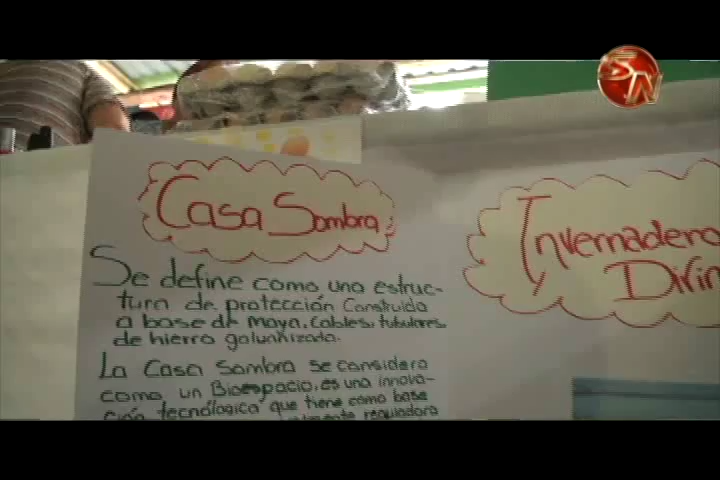 SN
Casa Sombra
Se define como una estruc-
tura de protección construida
a base de maya, cables, tubulares,
de hierro galvanizado.
La Casa Sombra se considera
como un Bioespacio, es una innova-
ción tecnológica que tiene como base
reguladora
Invernadero